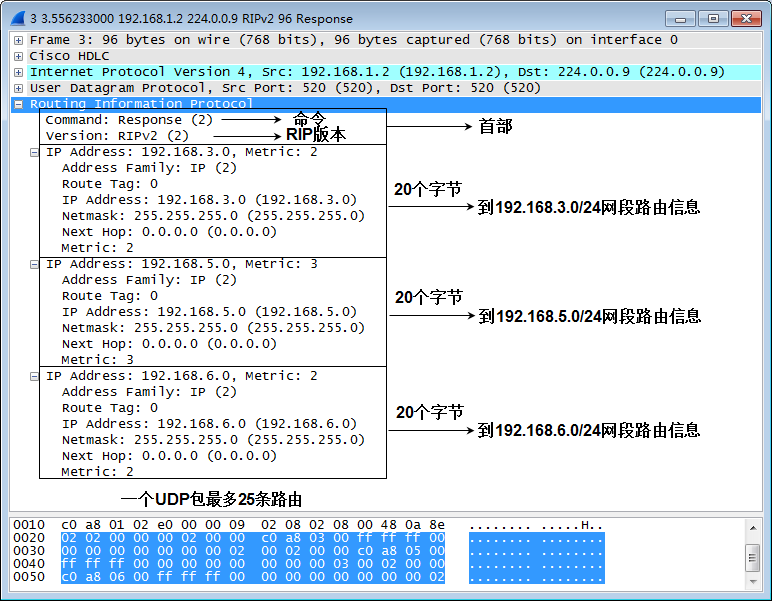 3 3.556233000 192.168.1.2 224.0.0.9 RIPv2 96 Response
Frame 3: 96 bytes on wire (768 bits), 96 bytes captured (768 bits) on interface 0
Cisco HDLC
Internet Protocol Version 4, Src: 192.168.1.2 (192.168.1.2), Dst: 224.0.0.9 (224.0.0.9)
User Datagram Protocol, Src Port: 520 (520), Dst Port: 520 (520)
Routing Information Protocol
Command: Response (2) 命令
Version: RIPv2 (2) RIP版本
首部
IP Address: 192.168.3.0, Metric: 2
Address Family: IP (2)
Route Tag: 0
IP Address: 192.168.3.0 (192.168.3.0)
Netmask: 255.255.255.0 (255.255.255.0)
Next Hop: 0.0.0.0 (0.0.0.0)
Metric: 2
20个字节
到192.168.3.0/24网段路由信息
IP Address: 192.168.5.0, Metric: 3
Address Family: IP (2)
Route Tag: 0
IP Address: 192.168.5.0 (192.168.5.0)
Netmask: 255.255.255.0 (255.255.255.0)
Next Hop: 0.0.0.0 (0.0.0.0)
Metric: 3
20个字节
到192.168.5.0/24网段路由信息
IP Address: 192.168.6.0, Metric: 2
Address Family: IP (2)
Route Tag: 0
IP Address: 192.168.6.0 (192.168.6.0)
Netmask: 255.255.255.0 (255.255.255.0)
Next Hop: 0.0.0.0 (0.0.0.0)
Metric: 2
20个字节
到192.168.6.0/24网段路由信息
一个UDP包最多25条路由
0010 c0 a8 01 02 e0 00 00 09 02 08 02 08 00 48 0a 8e ........ .....H..
0020 02 02 00 00 00 02 00 00 c0 a8 03 00 ff ff ff 00 ........ ........
0030 00 00 00 00 00 00 00 02 00 02 00 00 c0 a8 05 00 ........ ........
0040 ff ff ff 00 00 00 00 00 00 00 00 03 00 02 00 00 ........ ........
0050 c0 a8 06 00 ff ff ff 00 00 00 00 00 00 00 00 02 ........ ........